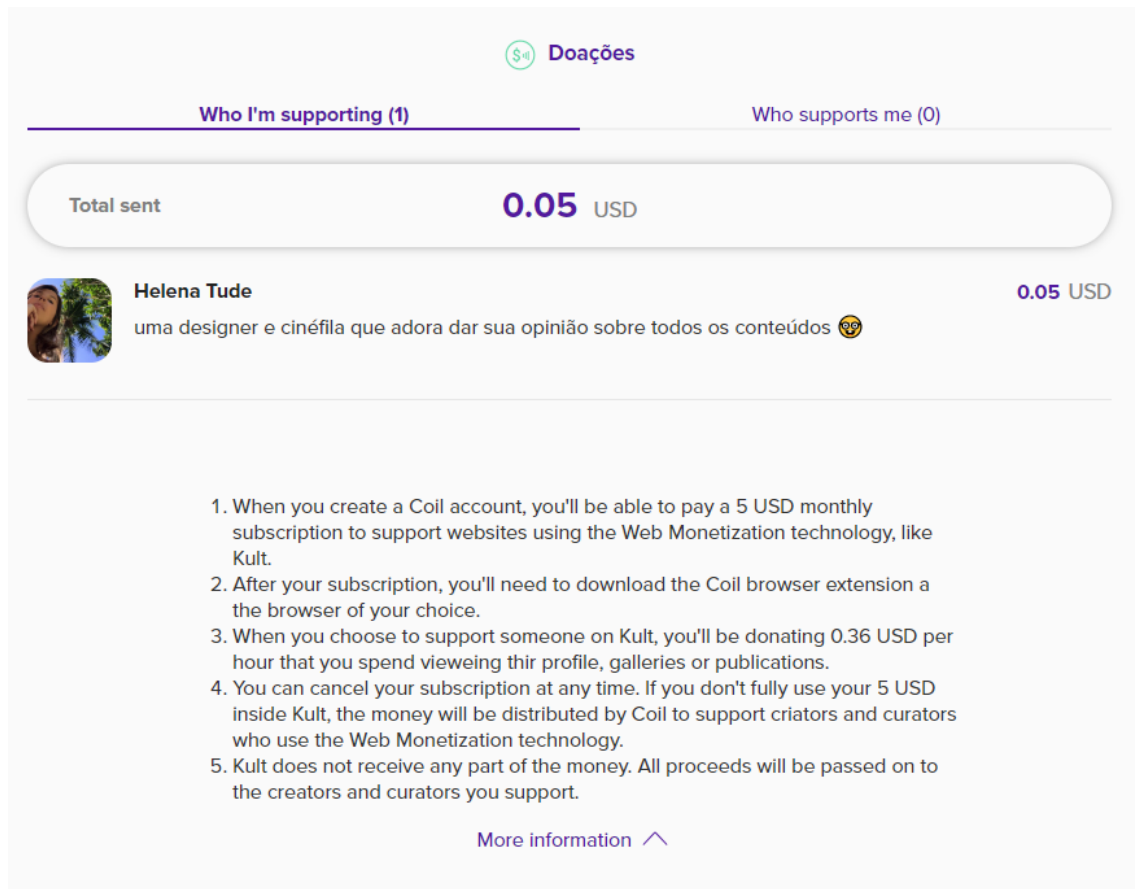 Doações
Who I'm supporting (1)
Who supports me (0)
Total sent
0.05 USD
Helena Tude
0.05 USD
uma designer e cinéfila que adora dar sua opinião sobre todos os conteúdos 🤓
1. When you create a Coil account, you'll be able to pay a 5 USD monthly
subscription to support websites using the Web Monetization technology, like
Kult.
2. After your subscription, you'll need to download the Coil browser extension a
the browser of your choice.
3. When you choose to support someone on Kult, you'll be donating 0.36 USD per
hour that you spend vieweing thir profile, galleries or publications.
4. You can cancel your subscription at any time. If you don't fully use your 5 USD
inside Kult, the money will be distributed by Coil to support criators and curators
who use the Web Monetization technology.
5. Kult does not receive any part of the money. All proceeds will be passed on to
the creators and curators you support.
More information